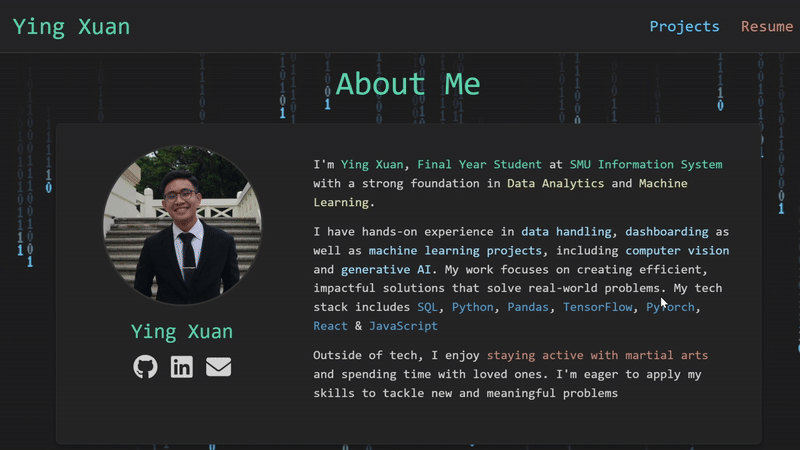 Ying Xuan
Projects
Resume
About Me
I'm Ying Xuan, Final Year Student at SMU Information System
with a strong foundation in Data Analytics and Machine
Learning.
I have hands-on experience in data handling, dashboarding as
well as machine learning projects, including computer vision
and generative AI. My work focuses on creating efficient,
impactful solutions that solve real-world problems. My tech
stack includes SQL, Python, Pandas, TensorFlow, PyTorch,
React & JavaScript
Outside of tech, I enjoy staying active with martial arts
and spending time with loved ones. I'm eager to apply my
skills to tackle new and meaningful problems
Ying Xuan